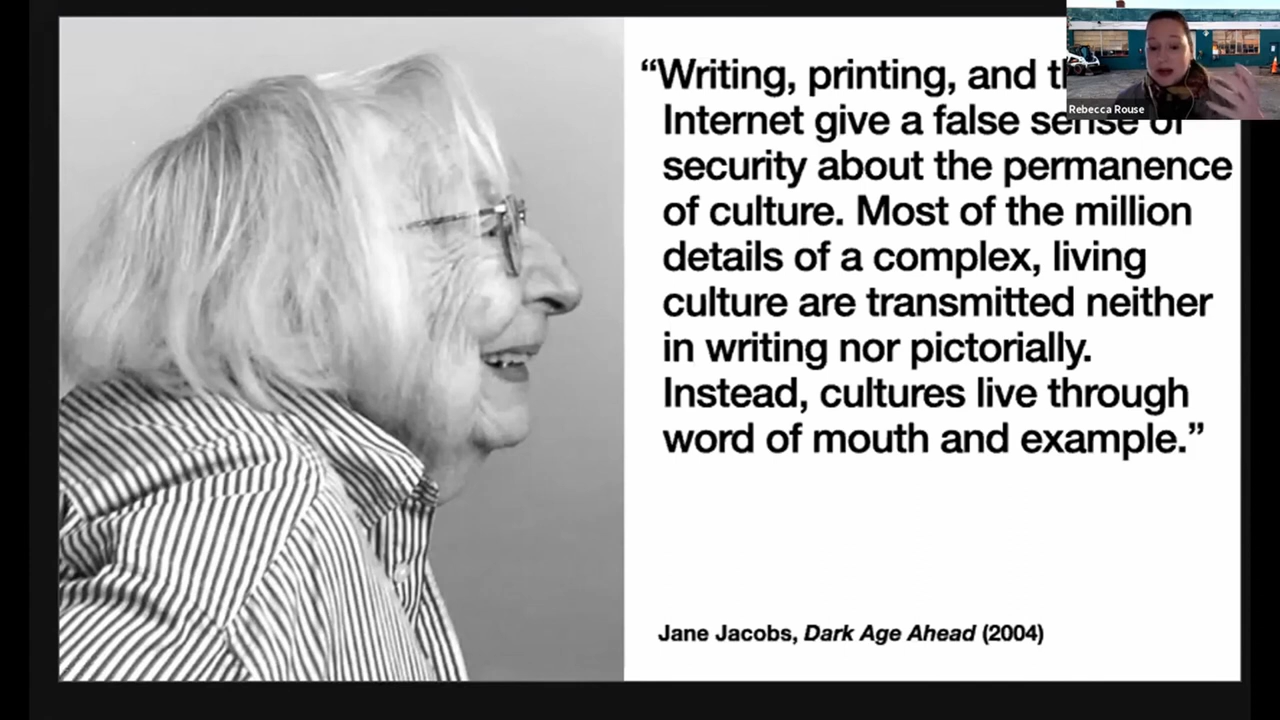 “Writing, printing, and
Internet give a false sense of
security about the permanence
of culture. Most of the million
details of a complex, living
culture are transmitted neither
in writing nor pictorially.
Instead, cultures live through
word of mouth and example.”
Jane Jacobs, Dark Age Ahead (2004)
Rebecca Rouse